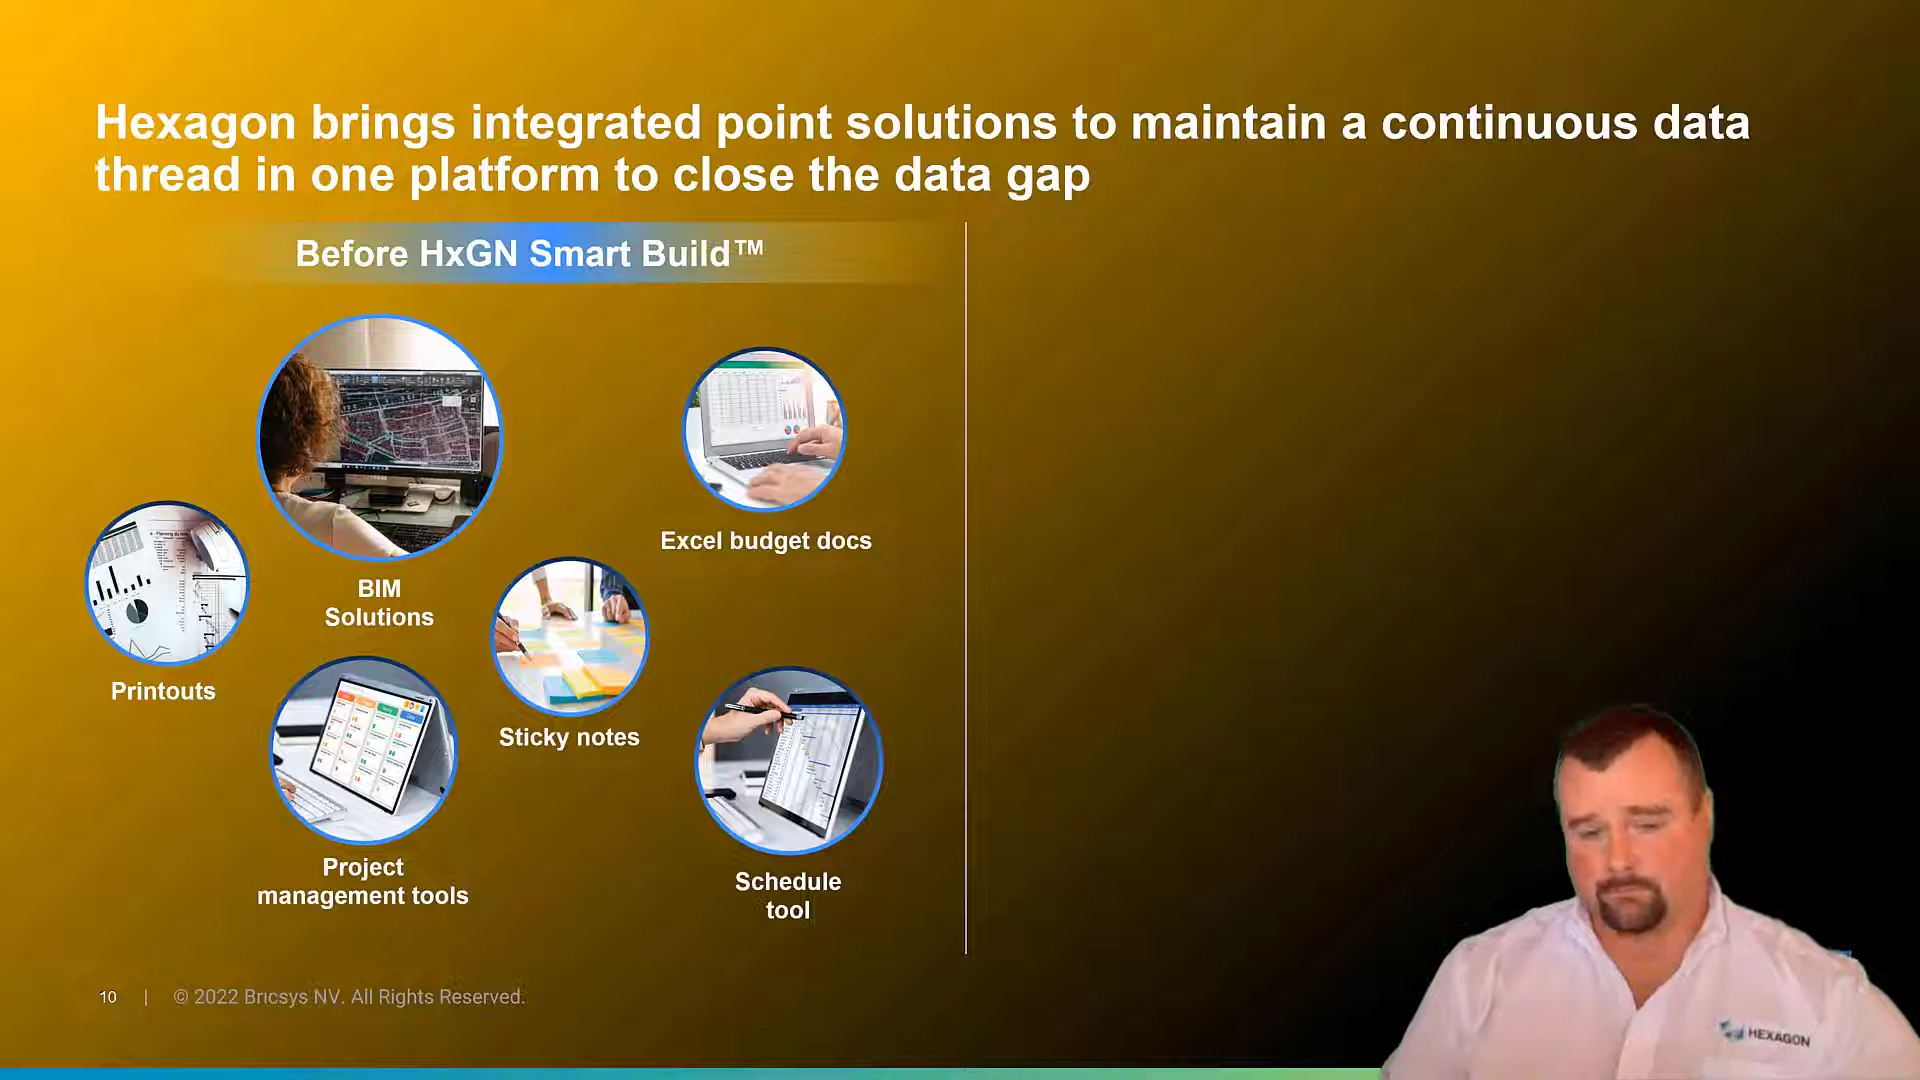 Hexagon brings integrated point solutions to maintain a continuous data
thread in one platform to close the data gap
Before HxGN Smart Build™
Excel budget docs
BIM
Solutions
Printouts
Sticky notes
Project
management tools
Schedule
tool
10 | © 2022 Bricsys NV. All Rights Reserved.
HEXAGON